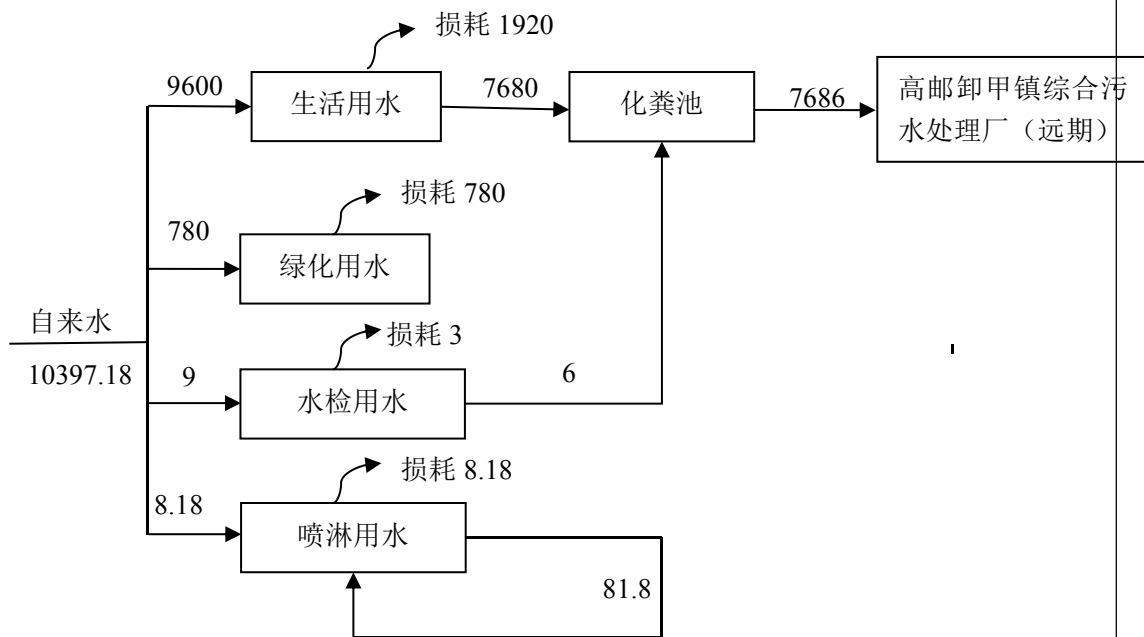 损耗 1920
9600
生活用水
7680
化粪池
7686
高邮卸甲镇综合污
水处理厂（远期）
损耗 780
780
绿化用水
自来水
10397.18
损耗 3
9
水检用水
6
损耗 8.18
8.18
喷淋用水
81.8